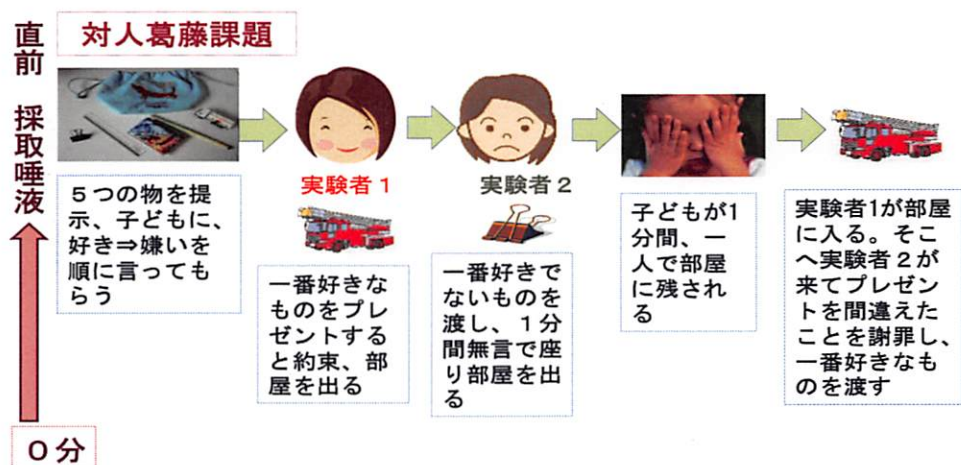 対人葛藤課題
直前 採取唾液
０分
５つの物を提
示、子どもに、
好き⇒嫌いを
順に言っても
らう
実験者１
一番好きな
ものをプレ
ゼントする
と約束、部
屋を出る
実験者２
一番好きで
ないものを
渡し、１分
間無言で座
り部屋を出
る
子どもが1
分間、一
人で部屋
に残され
る
実験者1が部屋
に入る。そこ
へ実験者２が
来てプレゼン
トを間違えた
ことを謝罪し、
一番好きなも
のを渡す